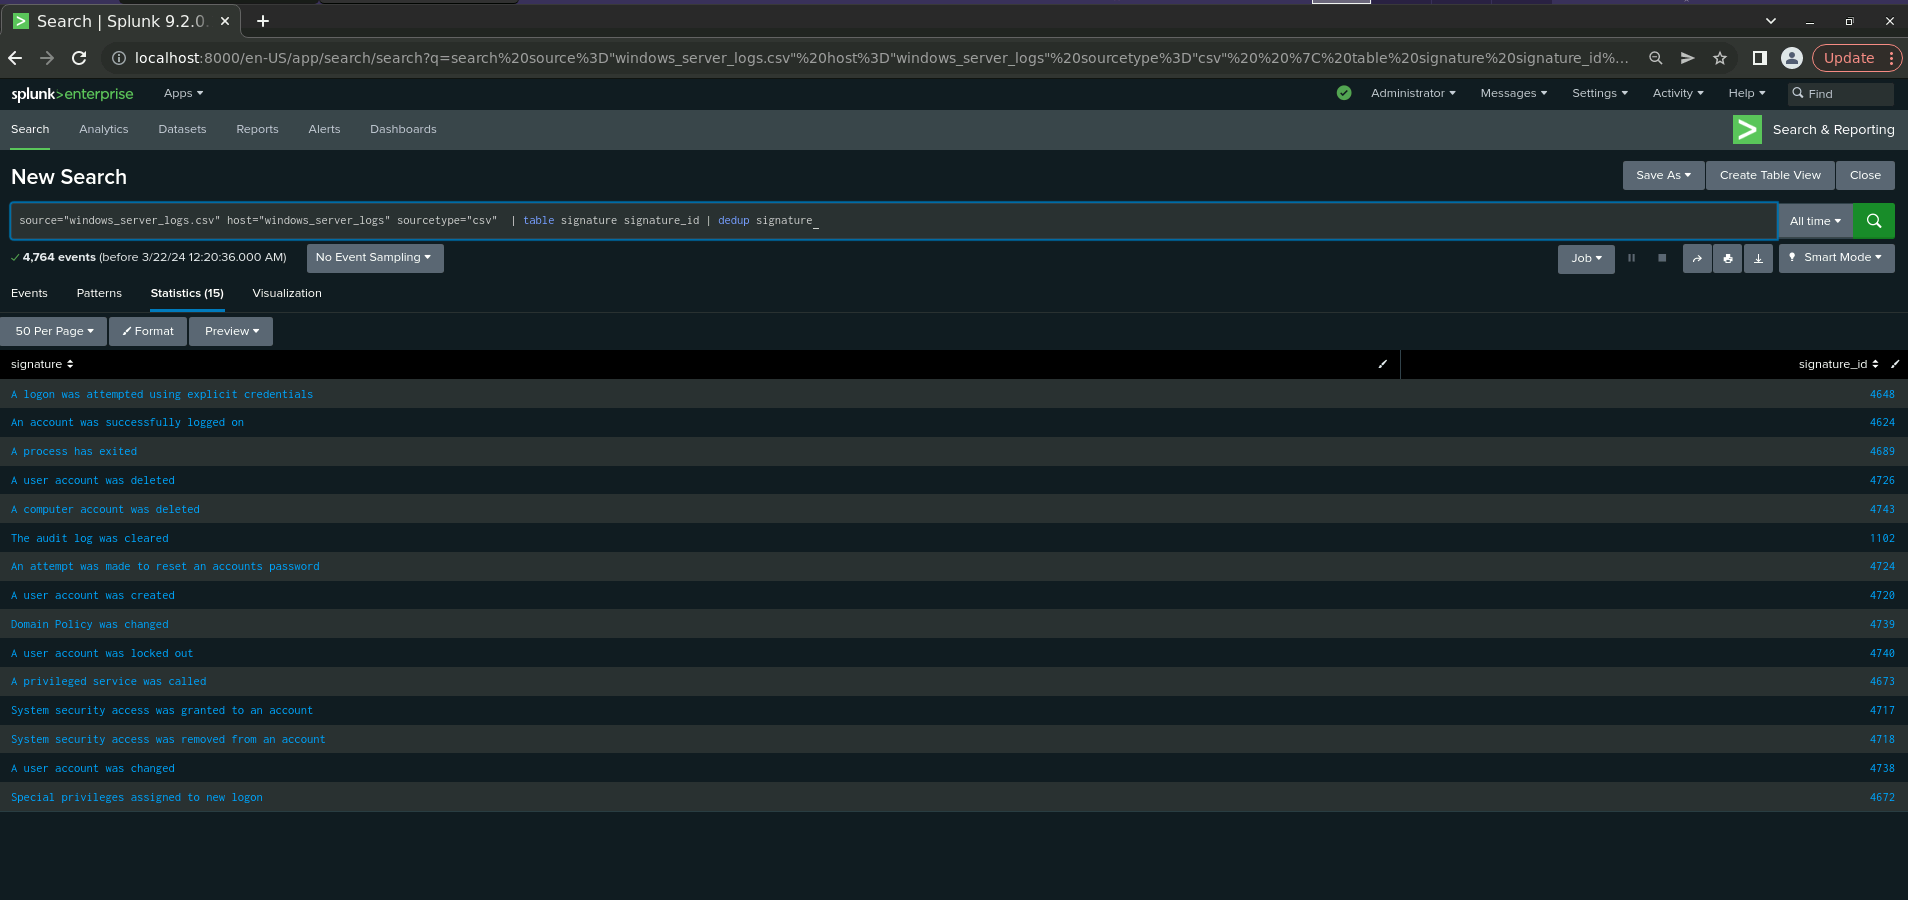 Search | Splunk 9.2.0
localhost:8000/en-US/app/search/search?q=search%20source%3D"windows_server_logs.csv"%20host%3D"windows_server_logs"%20sourcetype%3D"csv"%20%20%7C%20table%20signature%20signature_id%...
Update
splunk>enterprise Apps
Administrator Messages Settings Activity Help Find
Search Analytics Datasets Reports Alerts Dashboards
Search & Reporting
New Search
Save As Create Table View Close
source="windows_server_logs.csv" host="windows_server_logs" sourcetype="csv"  | table signature signature_id | dedup signature_
All time
4,764 events (before 3/22/24 12:20:36.000 AM) No Event Sampling
Job Smart Mode
Events Patterns Statistics (15) Visualization
50 Per Page Format Preview
signature signature_id
A logon was attempted using explicit credentials 4648
An account was successfully logged on 4624
A process has exited 4689
A user account was deleted 4726
A computer account was deleted 4743
The audit log was cleared 1102
An attempt was made to reset an accounts password 4724
A user account was created 4720
Domain Policy was changed 4739
A user account was locked out 4740
A privileged service was called 4673
System security access was granted to an account 4717
System security access was removed from an account 4718
A user account was changed 4738
Special privileges assigned to new logon 4672